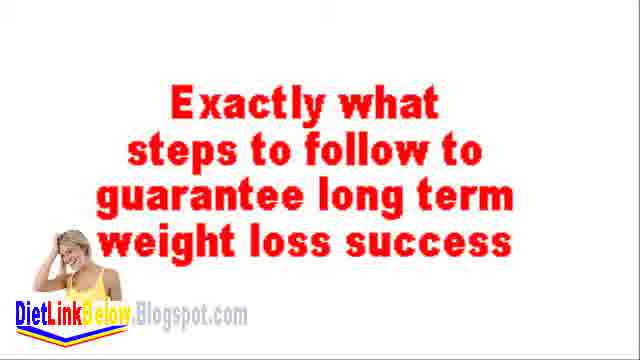 Exactly what
steps to follow to
guarantee long term
weight loss success
DietLinkBelow.Blogspot.com